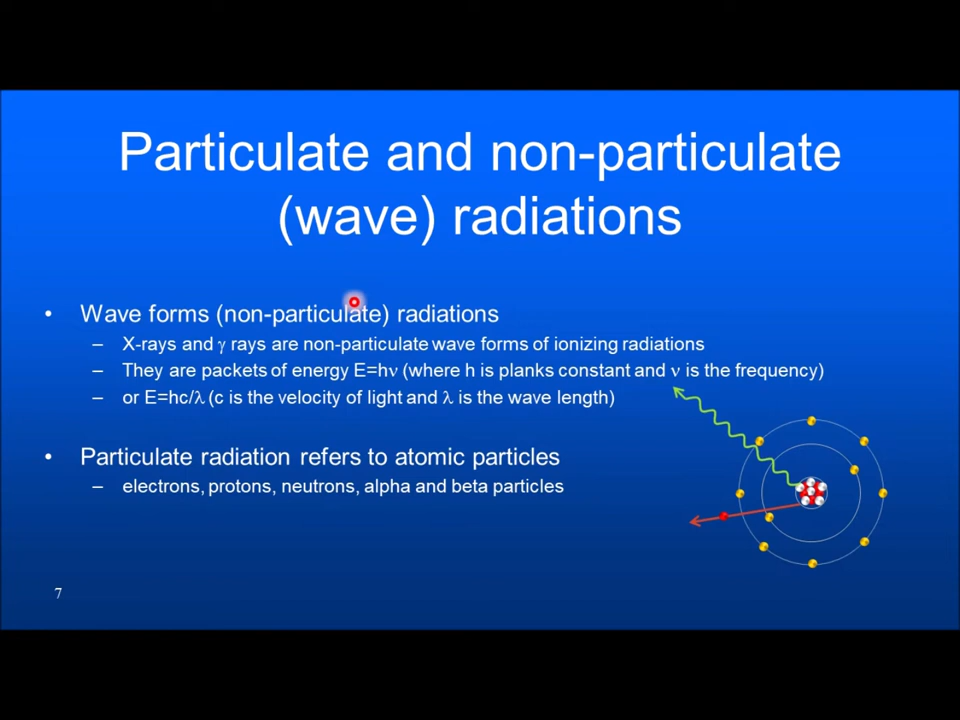 Particulate and non-particulate
(wave) radiations
• Wave forms (non-particulate) radiations
– X-rays and γ rays are non-particulate wave forms of ionizing radiations
– They are packets of energy E=hν (where h is planks constant and ν is the frequency)
– or E=hc/λ (c is the velocity of light and λ is the wave length)
• Particulate radiation refers to atomic particles
– electrons, protons, neutrons, alpha and beta particles
7